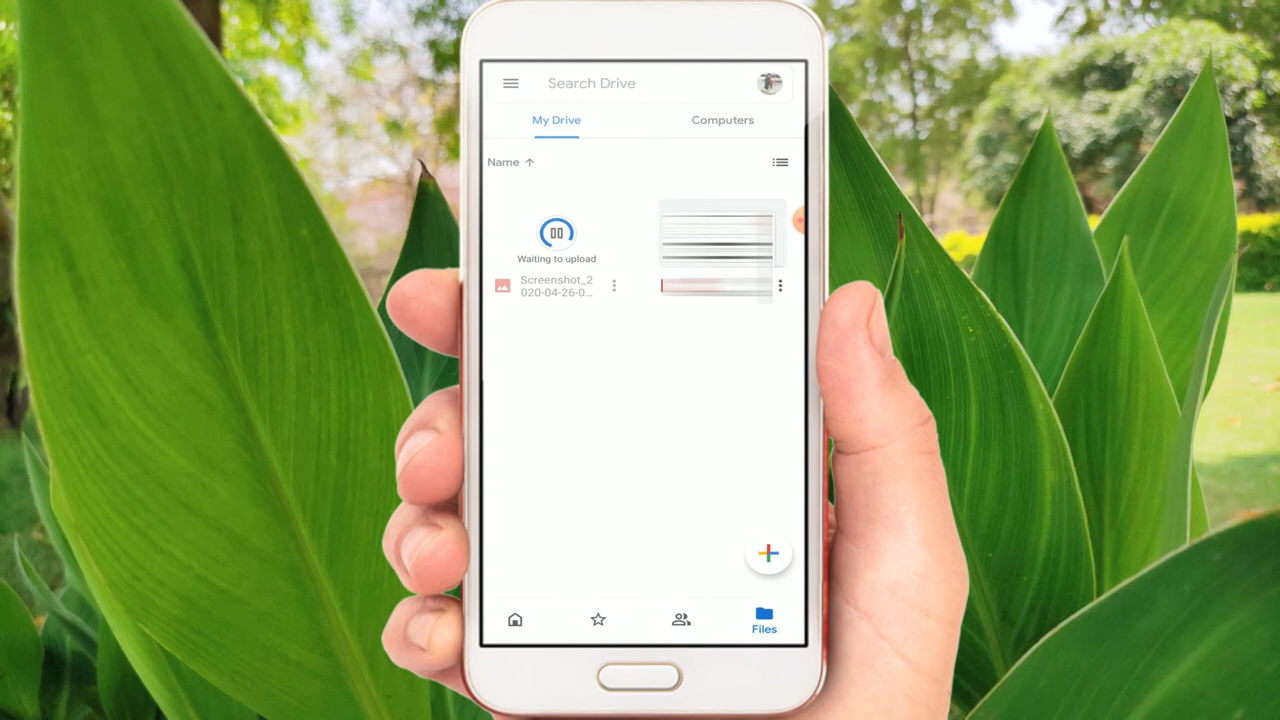 Search Drive
My Drive
Computers
Name
Waiting to upload
Screenshot_2
020-04-26-0...
Files